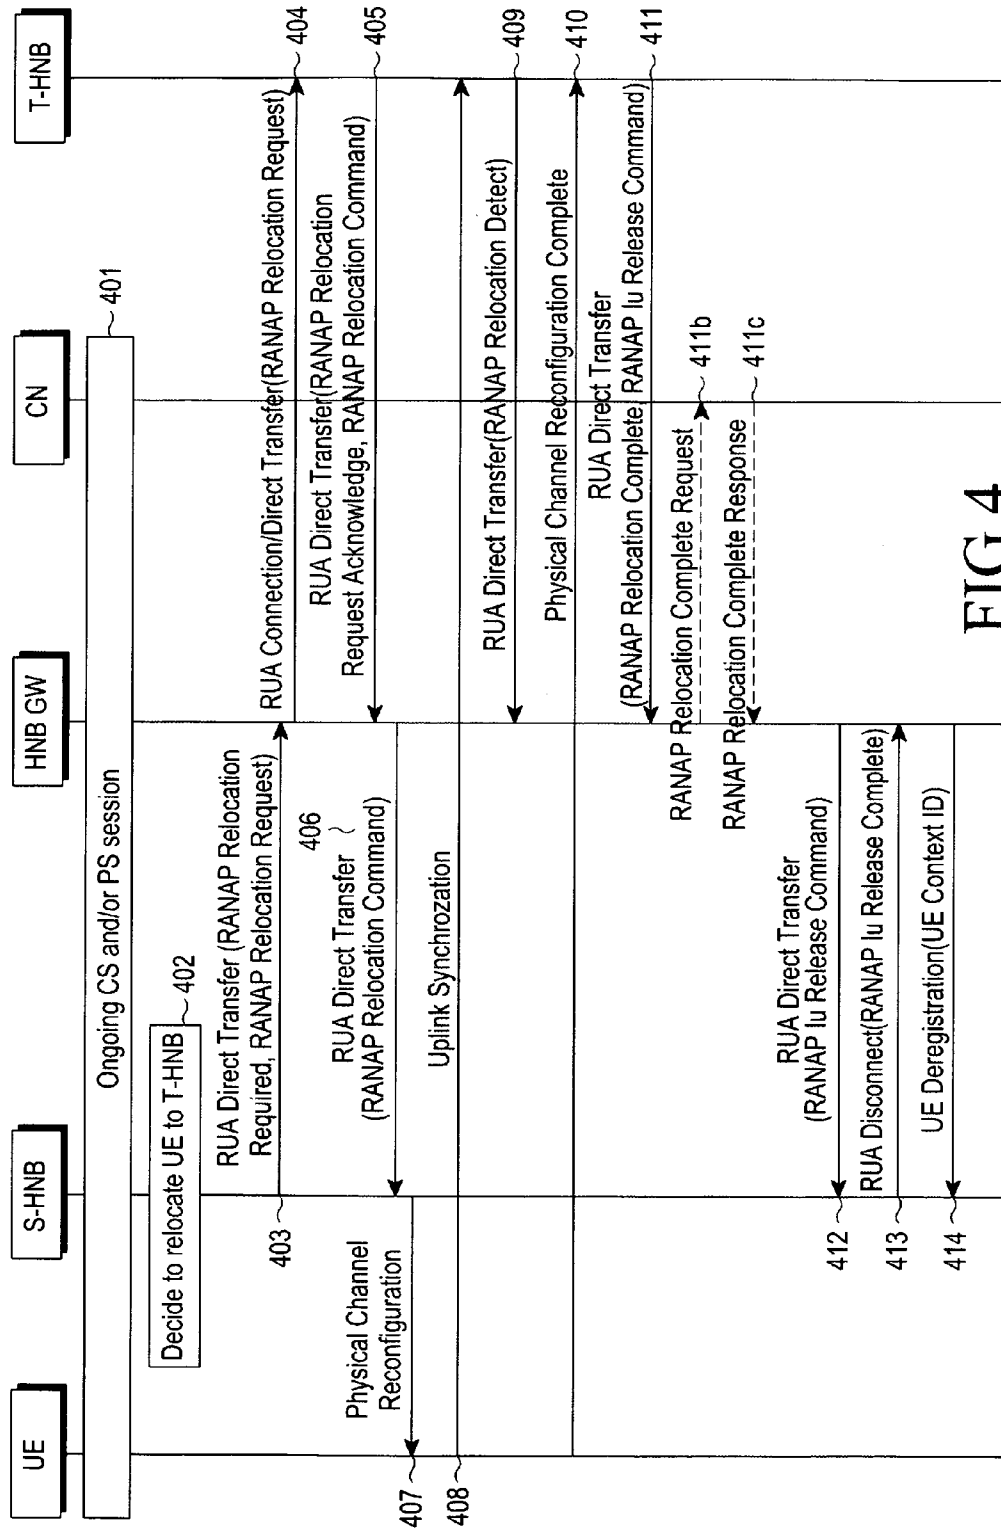 UE
S-HNB
HNB GW
CN
T-HNB
Ongoing CS and/or PS session
401
Decide to relocate UE to T-HNB
402
RUA Direct Transfer (RANAP Relocation
Required, RANAP Relocation Request)
403
RUA Connection/Direct Transfer(RANAP Relocation Request)
404
RUA Direct Transfer(RANAP Relocation
Request Acknowledge, RANAP Relocation Command)
405
406
RUA Direct Transfer
(RANAP Relocation Command)
Physical Channel
Reconfiguration
407
Uplink Synchrozation
408
RUA Direct Transfer(RANAP Relocation Detect)
409
Physical Channel Reconfiguration Complete
410
RUA Direct Transfer
(RANAP Relocation Complete, RANAP Iu Release Command)
411
RANAP Relocation Complete Request
411b
RANAP Relocation Complete Response
411c
RUA Direct Transfer
(RANAP Iu Release Command)
412
RUA Disconnect(RANAP Iu Release Complete)
413
UE Deregistration(UE Context ID)
414
FIG.4